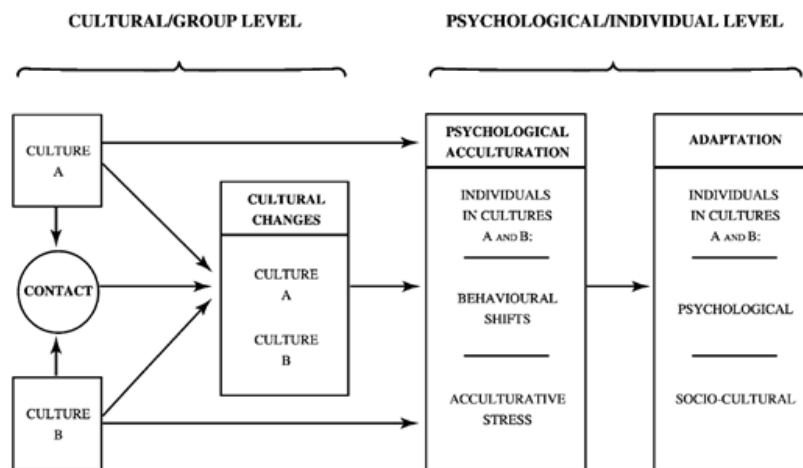 CULTURAL/GROUP LEVEL
PSYCHOLOGICAL/INDIVIDUAL LEVEL
CULTURE
A
CONTACT
CULTURE
B
CULTURAL
CHANGES
CULTURE
A
CULTURE
B
PSYCHOLOGICAL
ACCULTURATION
INDIVIDUALS
IN CULTURES
A AND B:
BEHAVIOURAL
SHIFTS
ACCULTURATIVE
STRESS
ADAPTATION
INDIVIDUALS
IN CULTURES
A AND B:
PSYCHOLOGICAL
SOCIO-CULTURAL